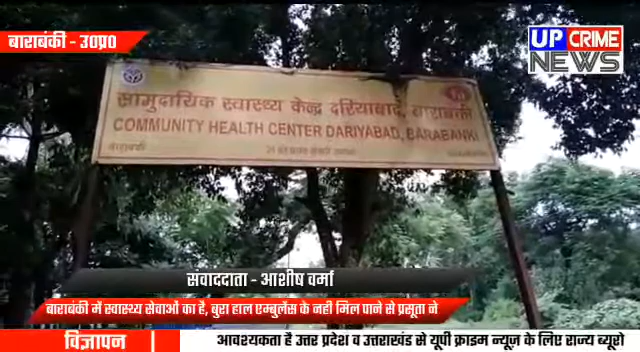 बाराबंकी - उ0प्र0
UP CRIME
NEWS
सामुदायिक स्वास्थ्य केन्द्र दरियाबाद, बाराबंकी
COMMUNITY HEALTH CENTER DARIYABAD, BARABANKI
संवाददाता - आशीष वर्मा
बाराबंकी में स्वास्थ्य सेवाओं का है, बुरा हाल एम्बुलेंस के नही मिल पाने से प्रसूता ने
विज्ञापन
आवश्यकता है उत्तर प्रदेश व उत्तराखंड से यूपी क्राइम न्यूज़ के लिए राज्य ब्यूरो